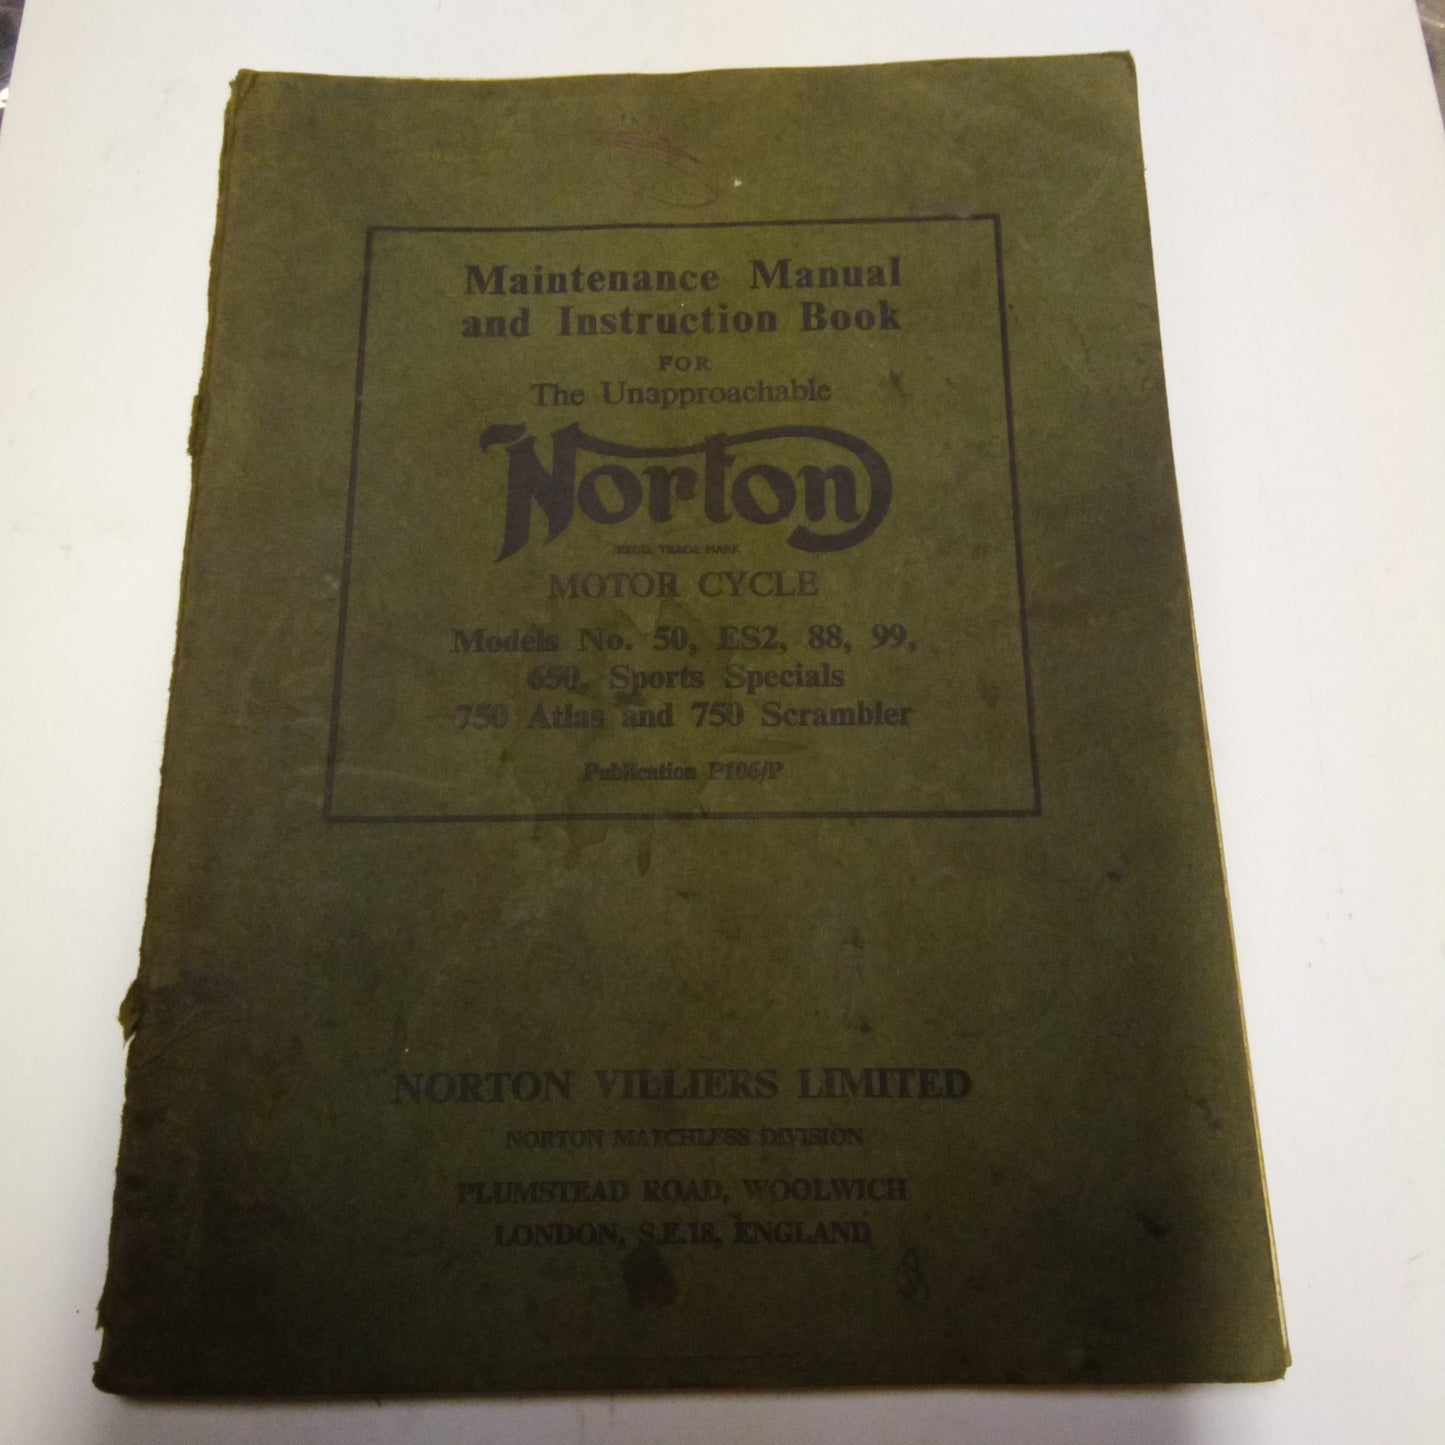 Maintenance Manual
and Instruction Book
FOR
The Unapproachable
Norton
REGD. TRADE MARK
MOTOR CYCLE
Models No. 50, ES2, 88, 99,
650, Sports Specials
750 Atlas and 750 Scrambler
Publication P106/P
NORTON VILLIERS LIMITED
NORTON MATCHLESS DIVISION
PLUMSTEAD ROAD, WOOLWICH
LONDON, S.E.18, ENGLAND